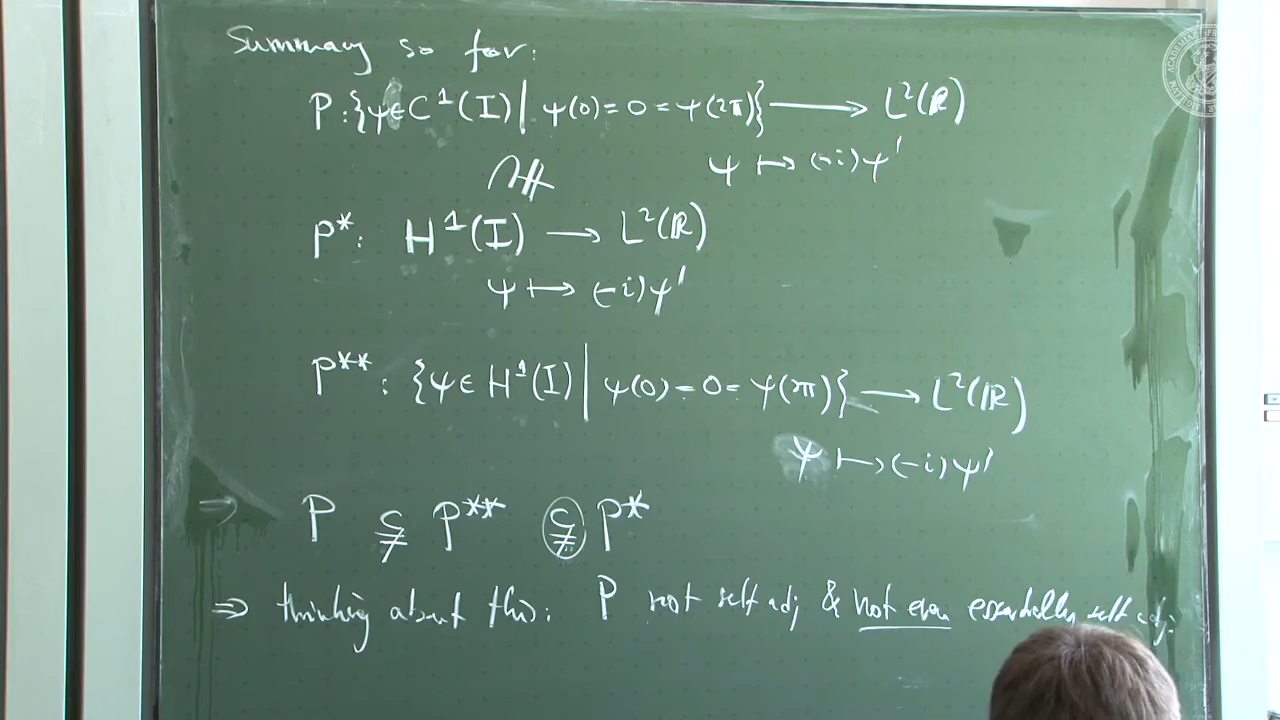 Summary so far:
P: {ψ∈C¹(I) | ψ(0)=0=ψ(2π)} ⟶ L²(ℝ)
ψ ↦ (-i)ψ'
P*: H¹(I) ⟶ L²(ℝ)
ψ ↦ (-i)ψ'
P**: {ψ∈H¹(I) | ψ(0)=0=ψ(2π)} ⟶ L²(ℝ)
ψ ↦ (-i)ψ'
⇒ P ⊊ P** ⊊ P*
⇒ thinking about this: P not self adj & not even essentially self adj.